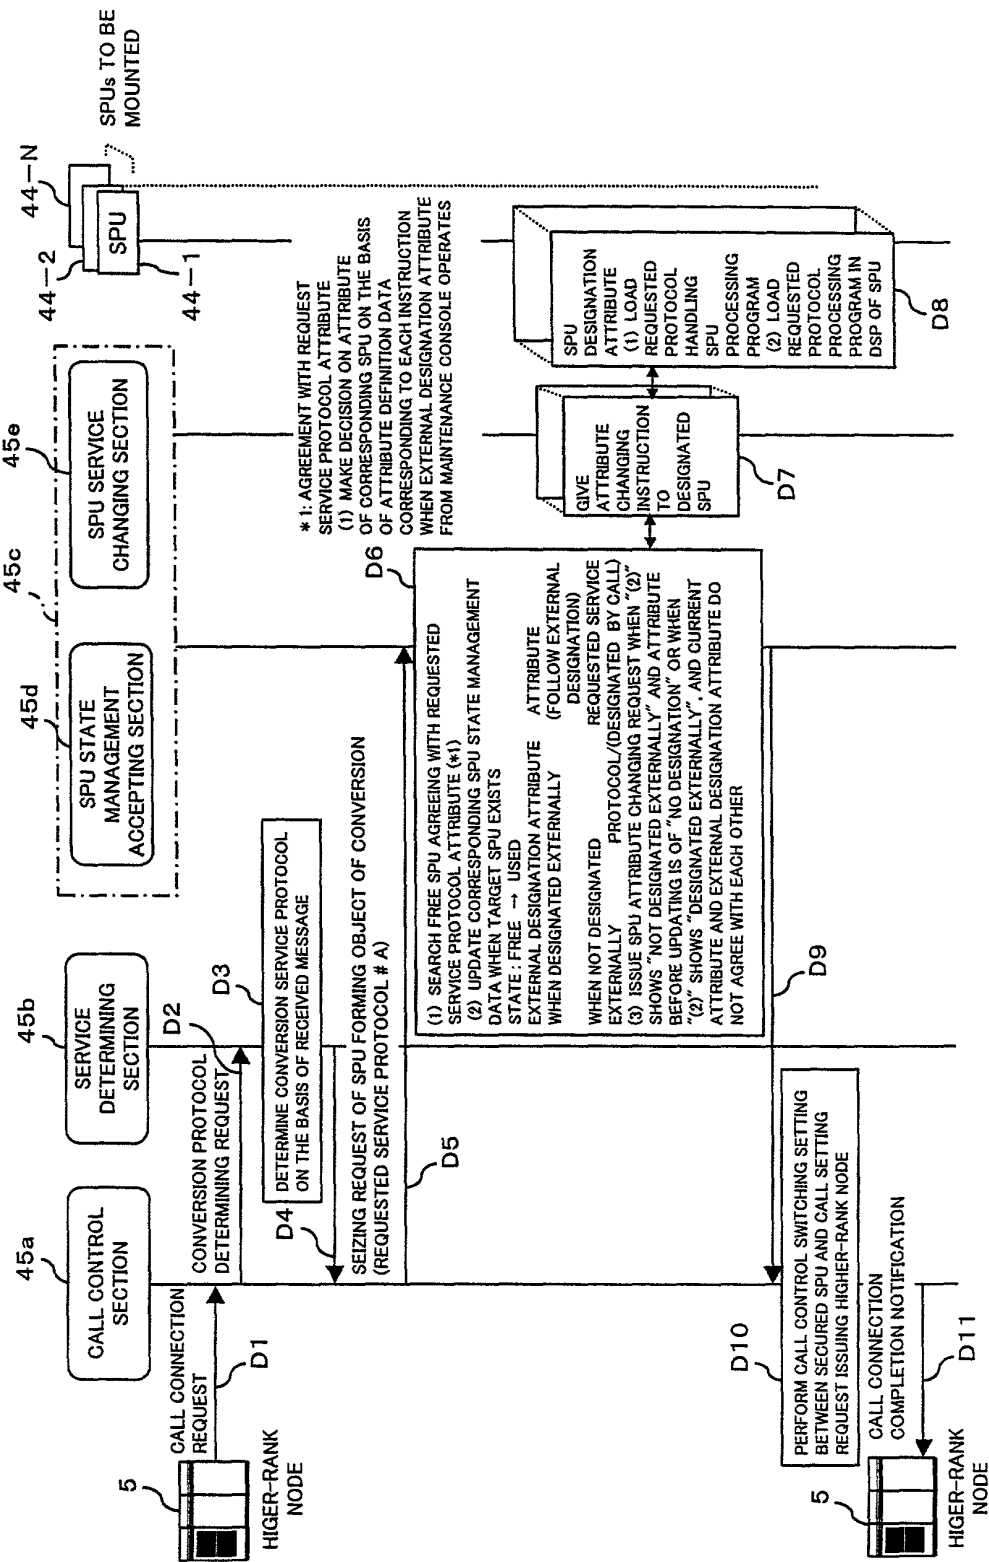 5
HIGER-RANK
NODE
CALL CONNECTION
REQUEST
D1
45a
CALL CONTROL
SECTION
45b
SERVICE
DETERMINING
SECTION
45c
45d
SPU STATE
MANAGEMENT
ACCEPTING SECTION
45e
SPU SERVICE
CHANGING SECTION
44-N
44-2
SPU
44-1
SPUs TO BE
MOUNTED
CONVERSION PROTOCOL
DETERMINING REQUEST
D2
D3
DETERMINE CONVERSION SERVICE PROTOCOL
ON THE BASIS OF RECEIVED MESSAGE
D4
SEIZING REQUEST OF SPU FORMING OBJECT OF CONVERSION
(REQUESTED SERVICE PROTOCOL # A)
D5
*1: AGREEMENT WITH REQUEST
SERVICE PROTOCOL ATTRIBUTE
(1) MAKE DECISION ON ATTRIBUTE
OF CORRESPONDING SPU ON THE BASIS
OF ATTRIBUTE DEFINITION DATA
CORRESPONDING TO EACH INSTRUCTION
WHEN EXTERNAL DESIGNATION ATTRIBUTE
FROM MAINTENANCE CONSOLE OPERATES
D6
(1) SEARCH FREE SPU AGREEING WITH REQUESTED
SERVICE PROTOCOL ATTRIBUTE (*1)
(2) UPDATE CORRESPONDING SPU STATE MANAGEMENT
DATA WHEN TARGET SPU EXISTS
STATE : FREE → USED
EXTERNAL DESIGNATION ATTRIBUTE ATTRIBUTE
WHEN DESIGNATED EXTERNALLY (FOLLOW EXTERNAL
DESIGNATION)
WHEN NOT DESIGNATED REQUESTED SERVICE
EXTERNALLY PROTOCOL/(DESIGNATED BY CALL)
(3) ISSUE SPU ATTRIBUTE CHANGING REQUEST WHEN "(2)"
SHOWS "NOT DESIGNATED EXTERNALLY" AND ATTRIBUTE
BEFORE UPDATING IS OF "NO DESIGNATION" OR WHEN
"(2)" SHOWS "DESIGNATED EXTERNALLY", AND CURRENT
ATTRIBUTE AND EXTERNAL DESIGNATION ATTRIBUTE DO
NOT AGREE WITH EACH OTHER
GIVE
ATTRIBUTE
CHANGING
INSTRUCTION
TO
DESIGNATED
SPU
D7
SPU
DESIGNATION
ATTRIBUTE
(1) LOAD
REQUESTED
PROTOCOL
HANDLING
SPU
PROCESSING
PROGRAM
(2) LOAD
REQUESTED
PROTOCOL
PROCESSING
PROGRAM IN
DSP OF SPU
D8
D9
D10
PERFORM CALL CONTROL SWITCHING SETTING
BETWEEN SECURED SPU AND CALL SETTING
REQUEST ISSUING HIGHER-RANK NODE
CALL CONNECTION
COMPLETION NOTIFICATION
D11
5
HIGER-RANK
NODE